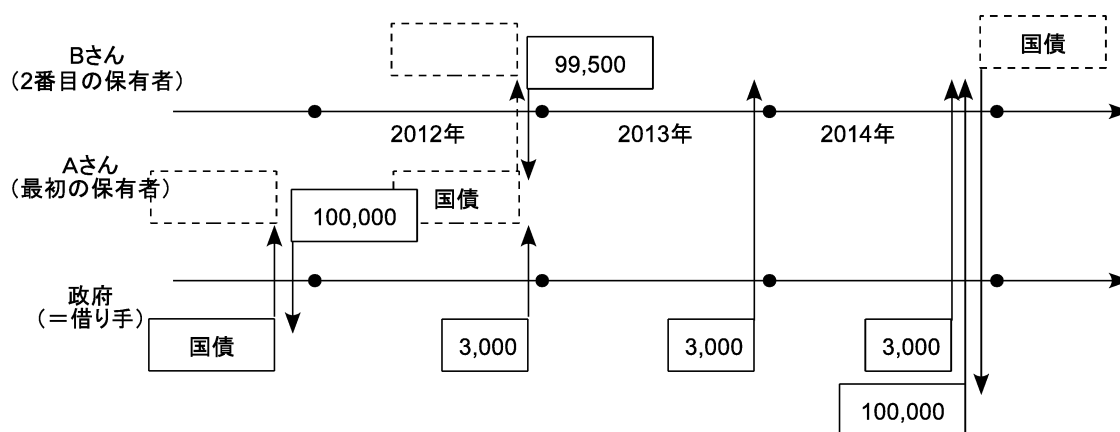 Bさん
（2番目の保有者）
99,500
国債
2012年
2013年
2014年
Aさん
（最初の保有者）
100,000
国債
政府
（＝借り手）
国債
3,000
3,000
3,000
100,000